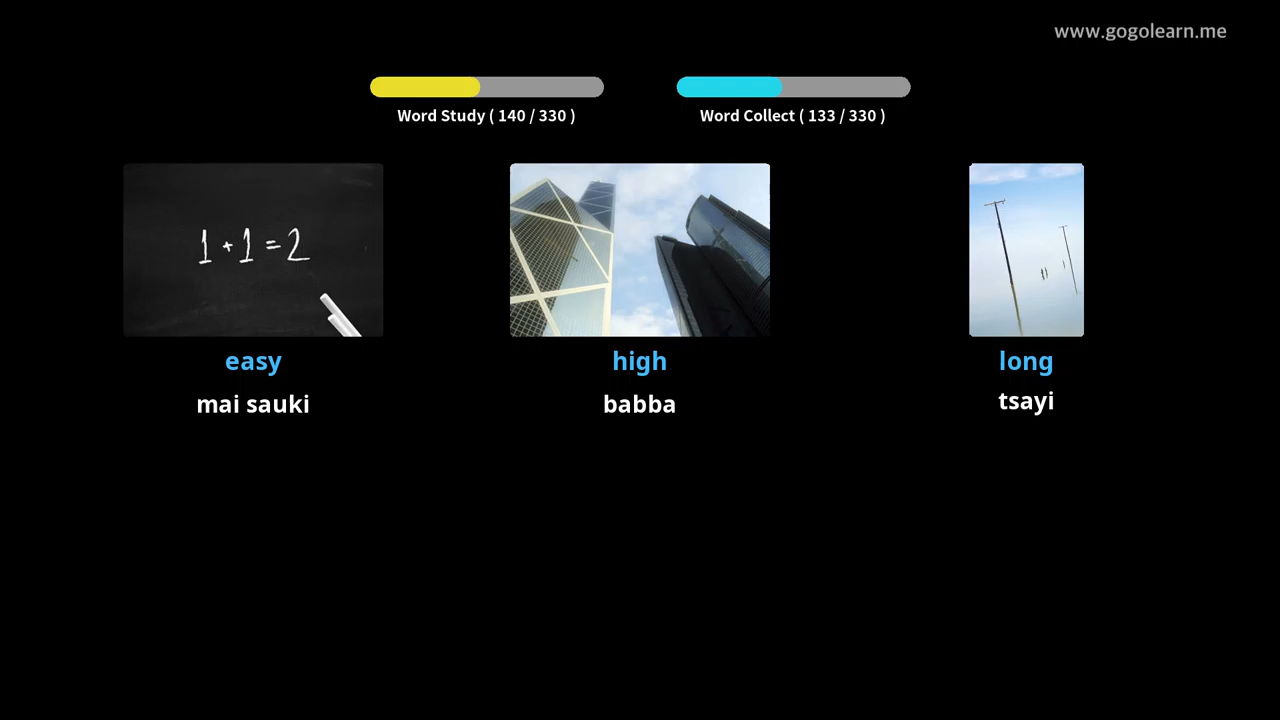 www.gogolearn.me
Word Study ( 140 / 330 )
Word Collect ( 133 / 330 )
1 + 1 = 2
easy
high
long
mai sauki
babba
tsayi